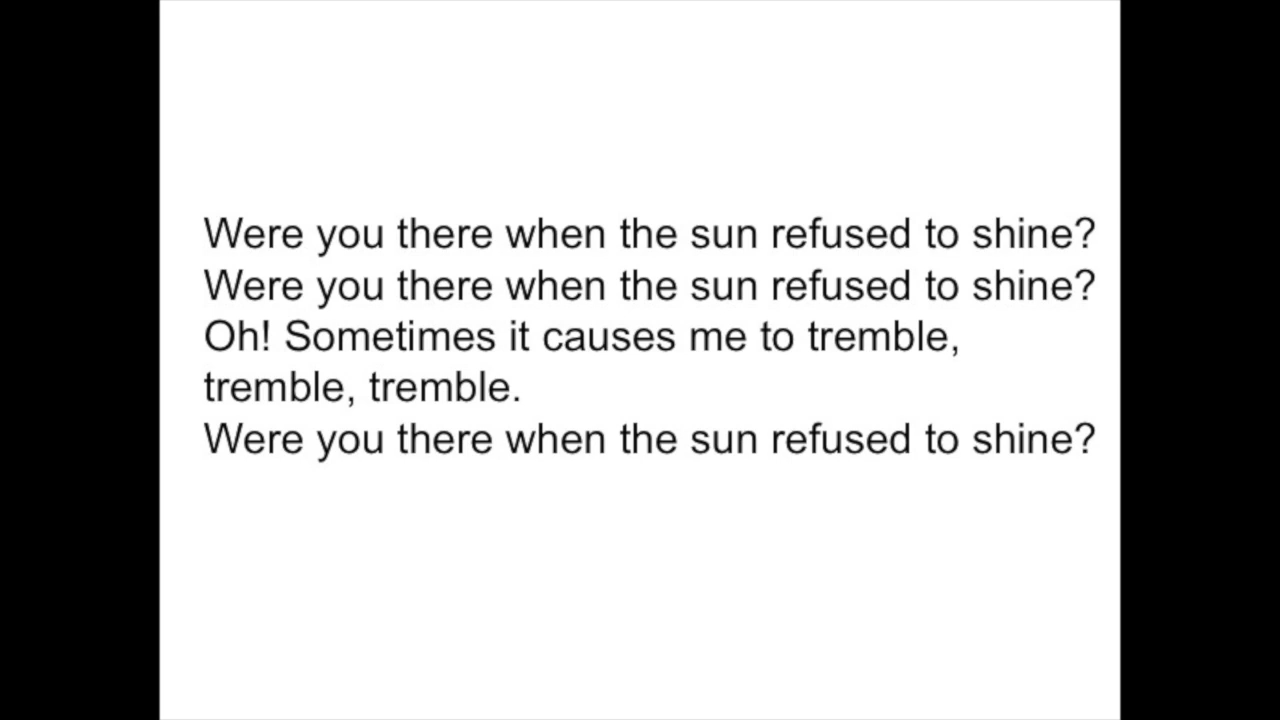 Were you there when the sun refused to shine?
Were you there when the sun refused to shine?
Oh! Sometimes it causes me to tremble,
tremble, tremble.
Were you there when the sun refused to shine?